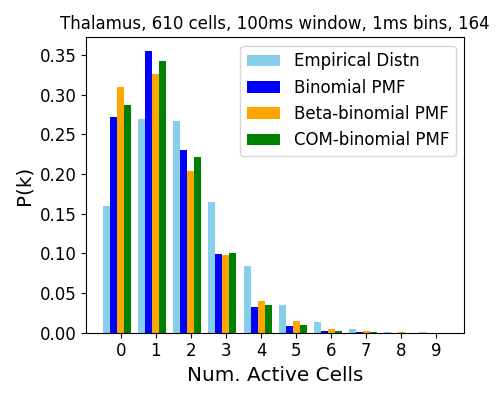 Thalamus, 610 cells, 100ms window, 1ms bins, 164
0.35
0.30
0.25
0.20
0.15
0.10
0.05
0.00
P(k)
Empirical Distn
Binomial PMF
Beta-binomial PMF
COM-binomial PMF
0 1 2 3 4 5 6 7 8 9
Num. Active Cells